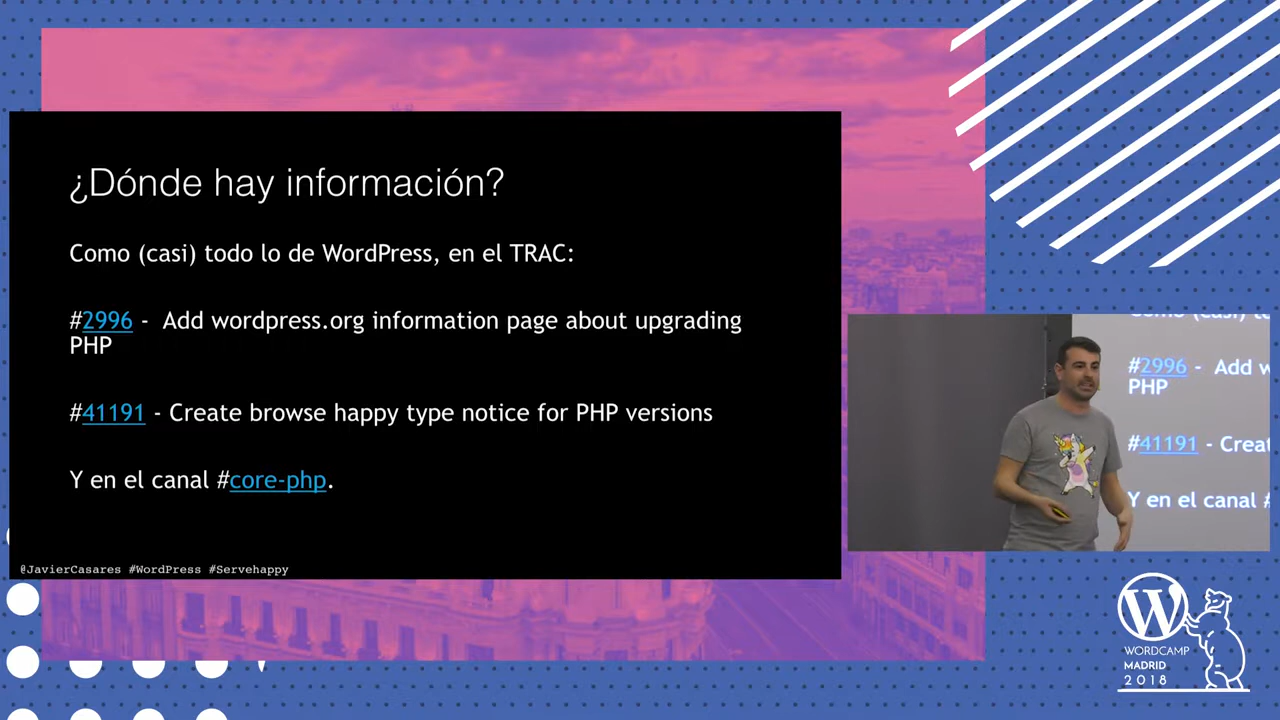 ¿Dónde hay información?
Como (casi) todo lo de WordPress, en el TRAC:
#2996 - Add wordpress.org information page about upgrading
PHP
#41191 - Create browse happy type notice for PHP versions
Y en el canal #core-php.
@JavierCasares #WordPress #Servehappy
#2996 - Add w
PHP
#41191 - Creat
Y en el canal #
WORDCAMP
MADRID
2018